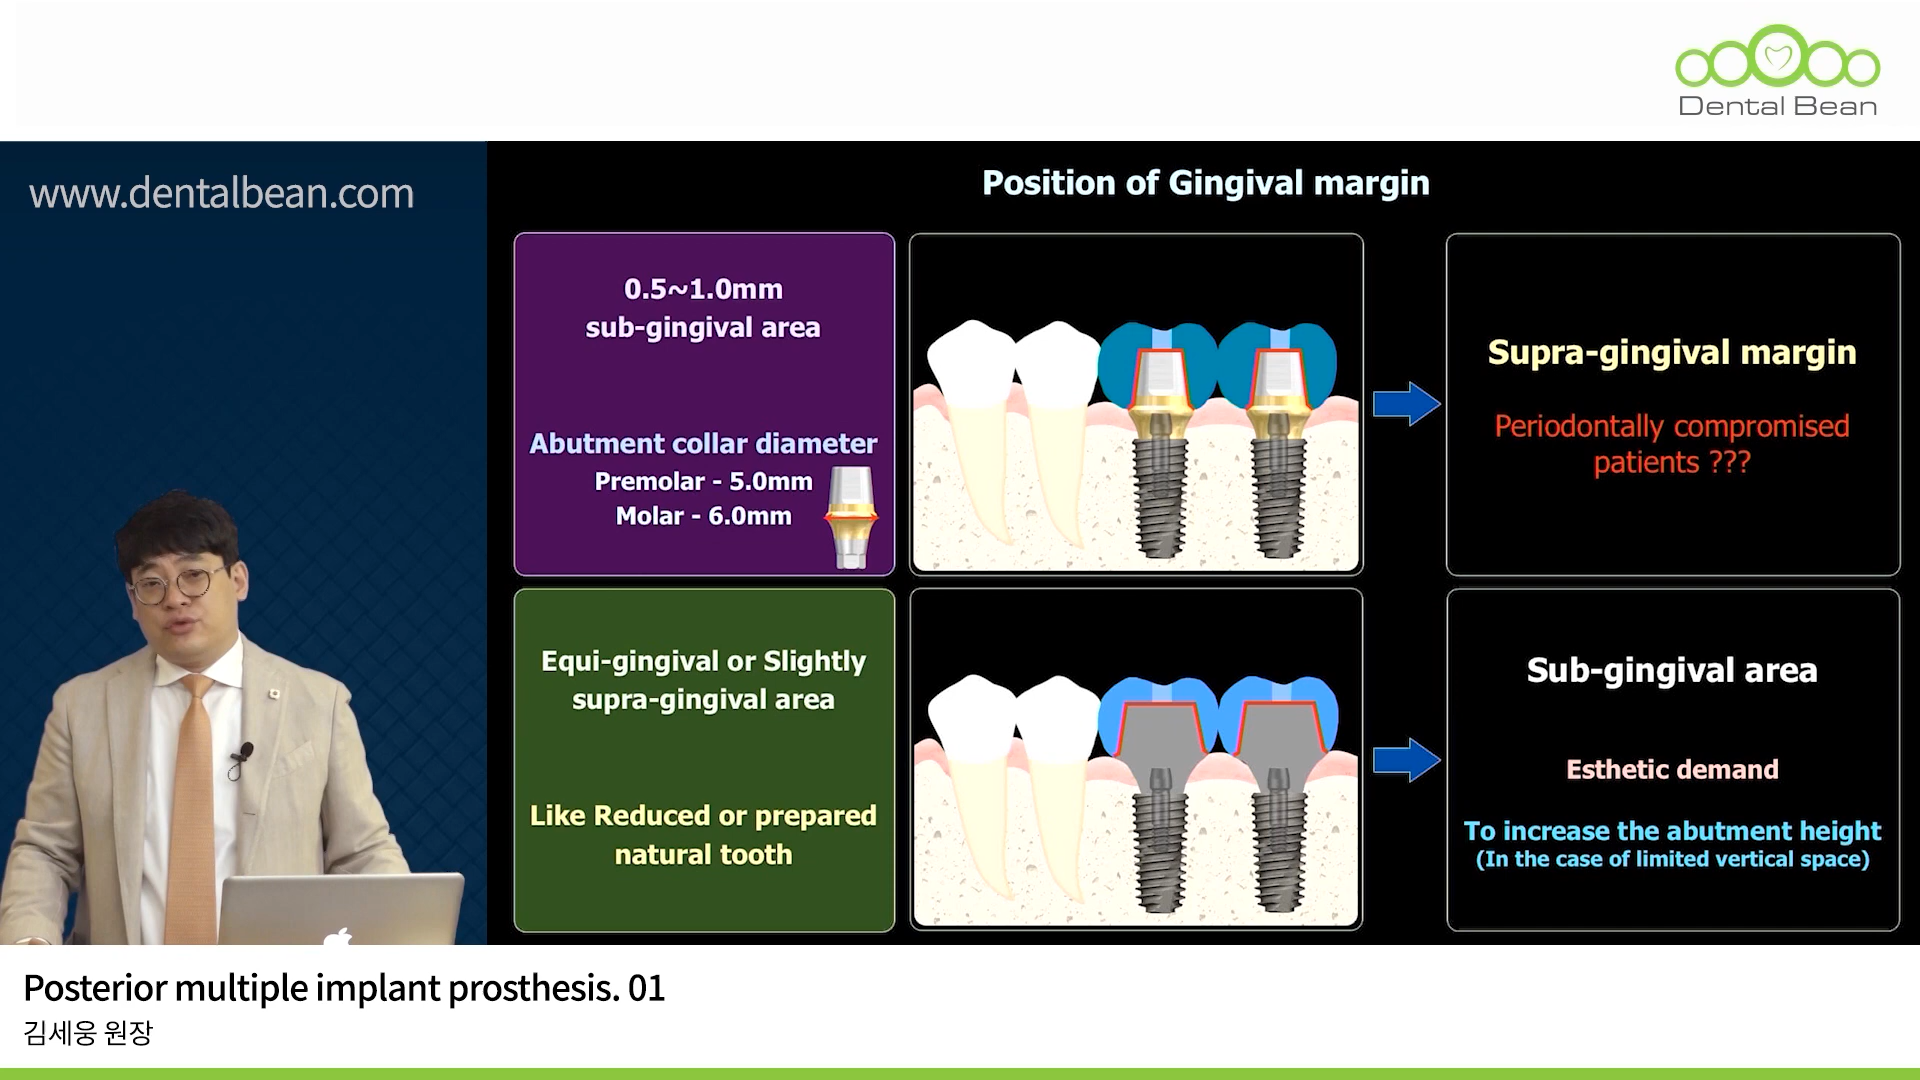 Dental Bean
www.dentalbean.com
Position of Gingival margin
0.5~1.0mm
sub-gingival area
Abutment collar diameter
Premolar - 5.0mm
Molar - 6.0mm
Supra-gingival margin
Periodontally compromised
patients ???
Equi-gingival or Slightly
supra-gingival area
Like Reduced or prepared
natural tooth
Sub-gingival area
Esthetic demand
To increase the abutment height
(In the case of limited vertical space)
Posterior multiple implant prosthesis. 01
김세웅 원장